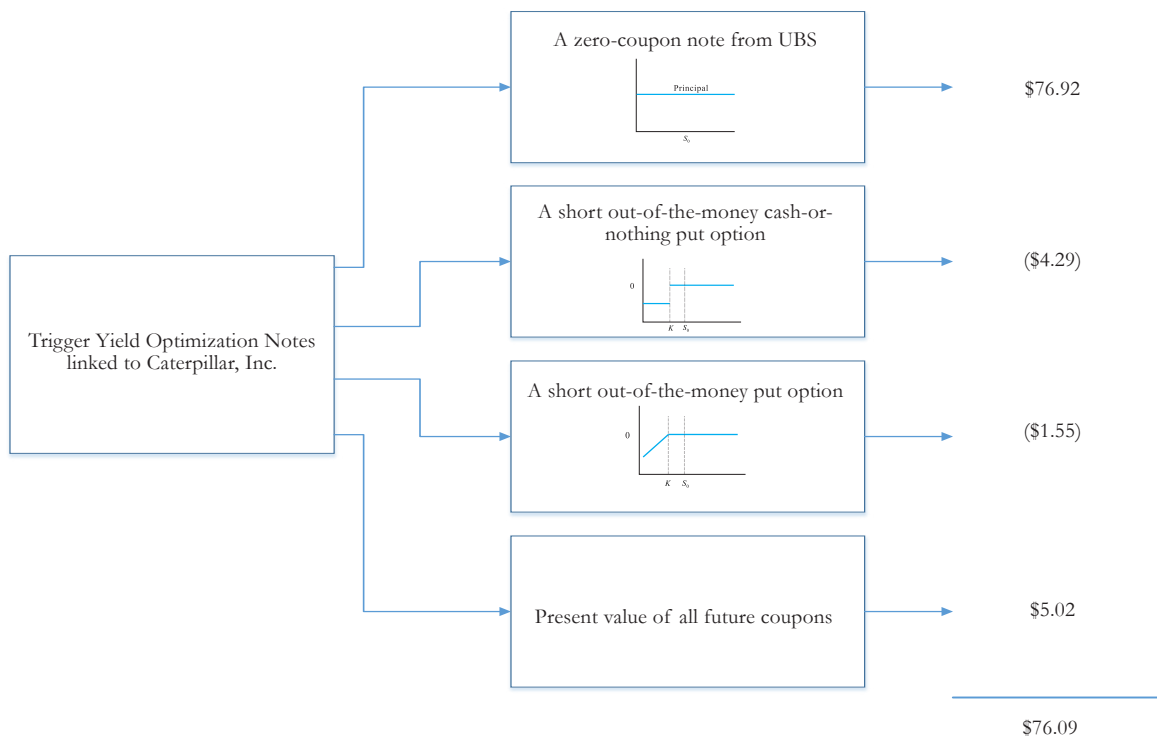 A zero-coupon note from UBS
Principal
S0
$76.92
A short out-of-the-money cash-or-
nothing put option
0
K S0
($4.29)
Trigger Yield Optimization Notes
linked to Caterpillar, Inc.
A short out-of-the-money put option
0
K S0
($1.55)
Present value of all future coupons
$5.02
$76.09